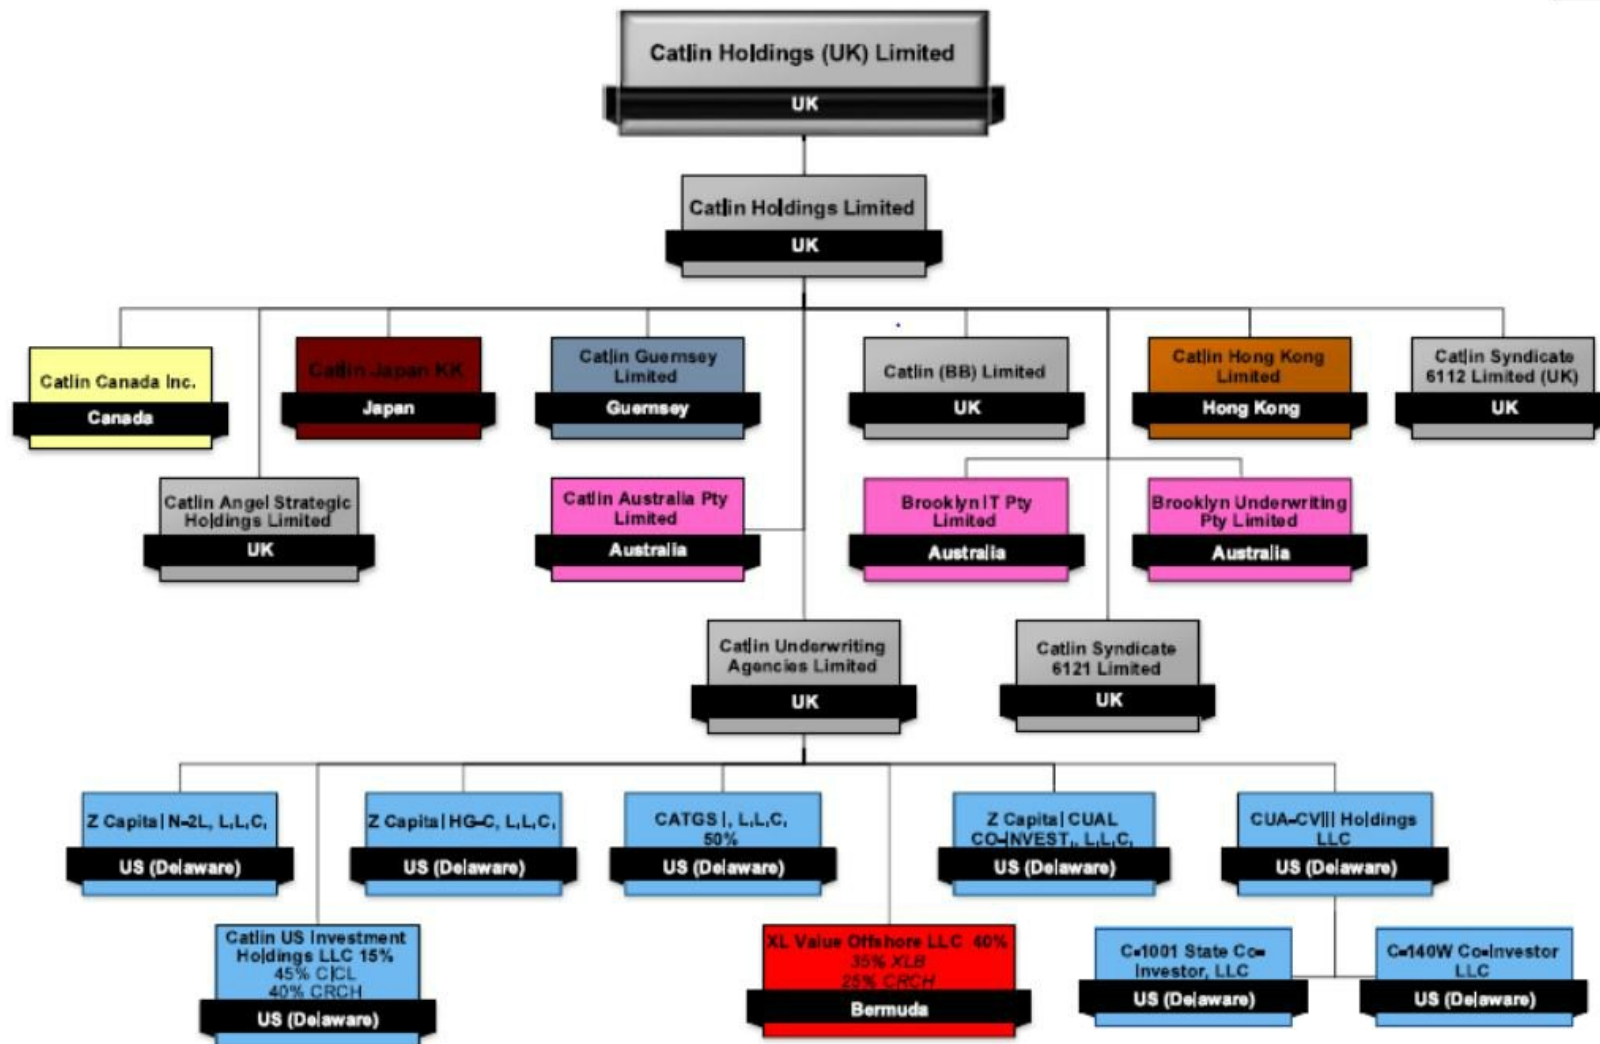 Catlin Holdings (UK) Limited
UK
Catlin Holdings Limited
UK
Catlin Canada Inc.
Canada
Catlin Japan KK
Japan
Catlin Guernsey
Limited
Guernsey
Catlin (BB) Limited
UK
Catlin Hong Kong
Limited
Hong Kong
Catlin Syndicate
6112 Limited (UK)
UK
Catlin Angel Strategic
Holdings Limited
UK
Catlin Australia Pty
Limited
Australia
Brooklyn IT Pty
Limited
Australia
Brooklyn Underwriting
Pty Limited
Australia
Catlin Underwriting
Agencies Limited
UK
Catlin Syndicate
6121 Limited
UK
Z Capital N-2L, L.L.C.
US (Delaware)
Z Capital HG-C, L.L.C.
US (Delaware)
CATGS I, L.L.C.
50%
US (Delaware)
Z Capital CUAL
CO-INVEST, L.L.C.
US (Delaware)
CUA-CVIII Holdings
LLC
US (Delaware)
Catlin US Investment
Holdings LLC 15%
45% CICL
40% CRCH
US (Delaware)
XL Value Offshore LLC 40%
35% XLB
25% CRCH
Bermuda
C-1001 State Co-
Investor, LLC
US (Delaware)
C-140W Co-Investor
LLC
US (Delaware)